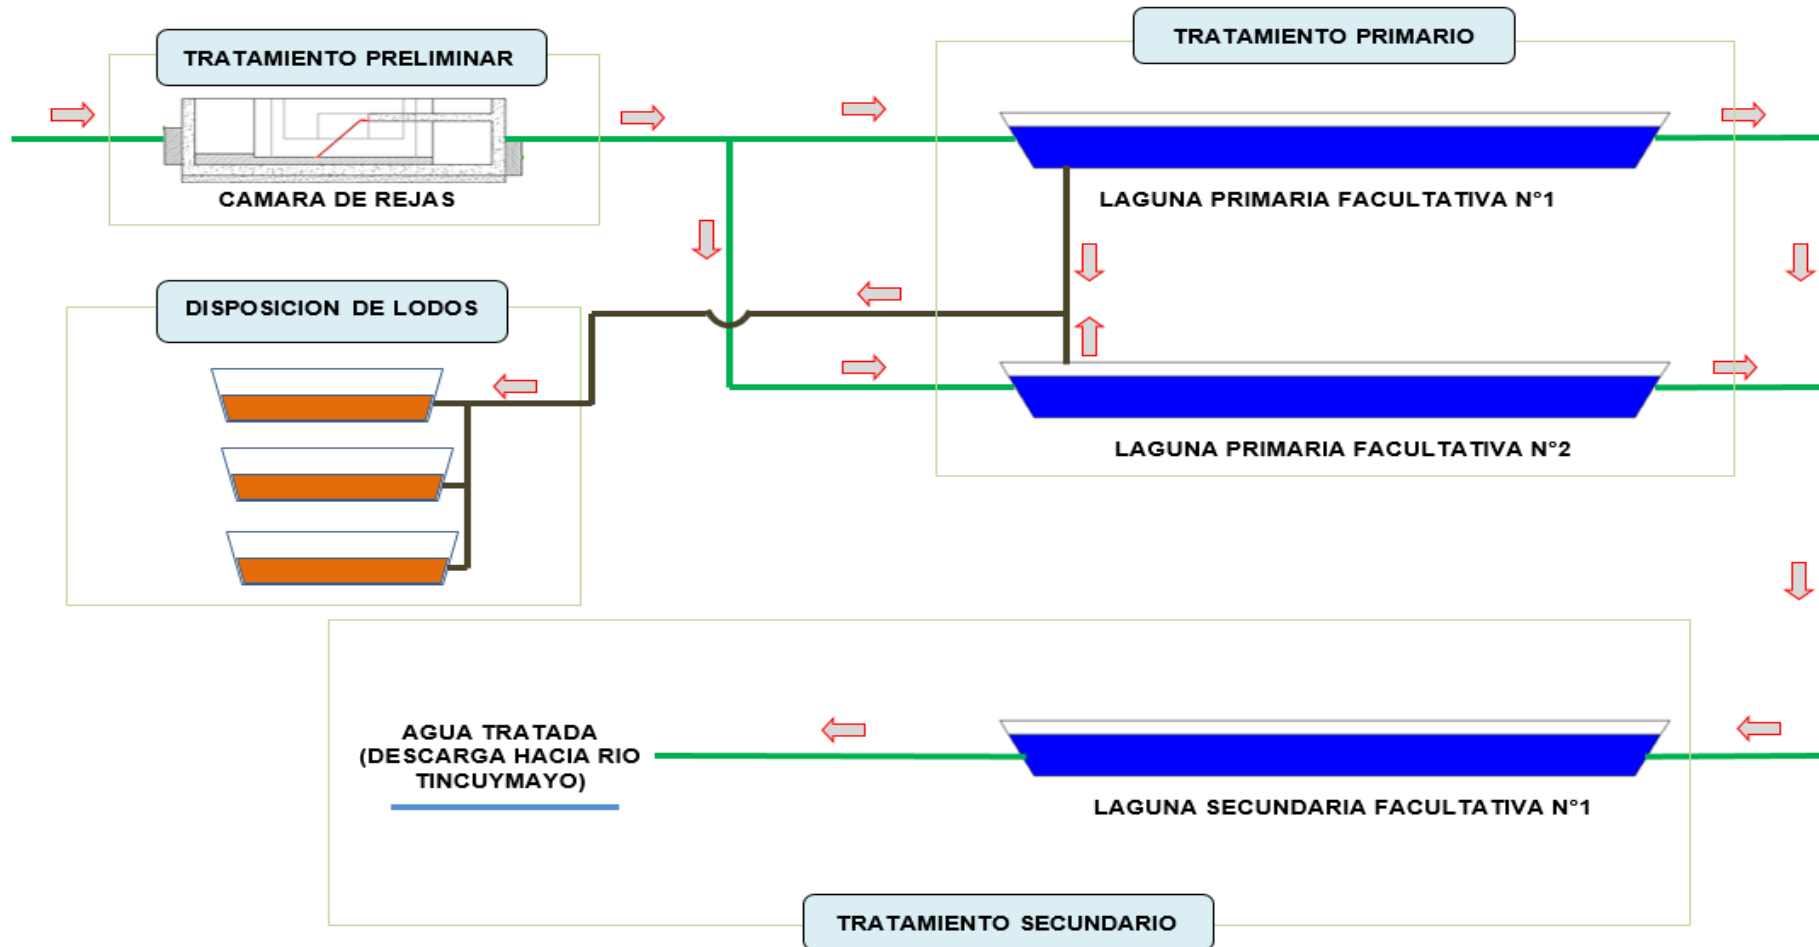 TRATAMIENTO PRELIMINAR
CAMARA DE REJAS
TRATAMIENTO PRIMARIO
LAGUNA PRIMARIA FACULTATIVA N°1
LAGUNA PRIMARIA FACULTATIVA N°2
DISPOSICION DE LODOS
AGUA TRATADA
(DESCARGA HACIA RIO
TINCUYMAYO)
LAGUNA SECUNDARIA FACULTATIVA N°1
TRATAMIENTO SECUNDARIO